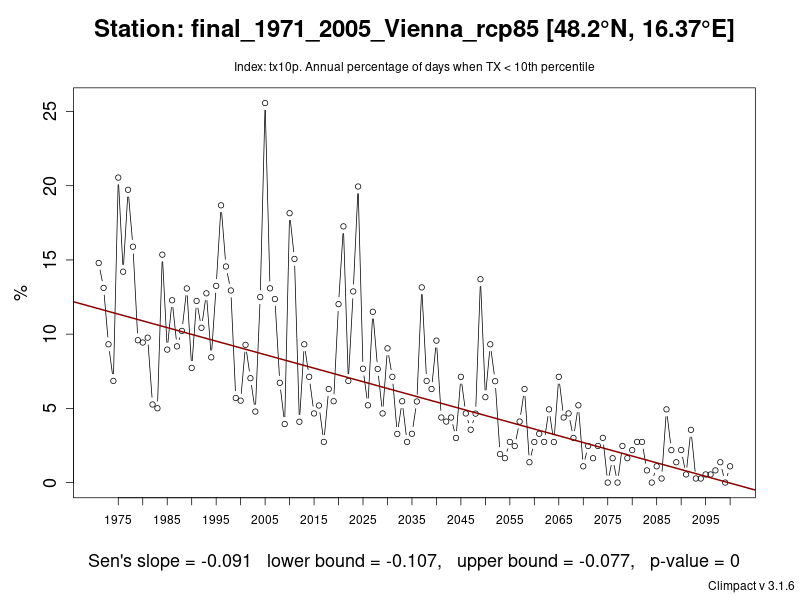 Station: final_1971_2005_Vienna_rcp85 [48.2°N, 16.37°E]
Index: tx10p. Annual percentage of days when TX < 10th percentile
25
20
15
10
5
0
%
1975 1985 1995 2005 2015 2025 2035 2045 2055 2065 2075 2085 2095
Sen's slope = -0.091 lower bound = -0.107, upper bound = -0.077, p-value = 0
Climpact v 3.1.6